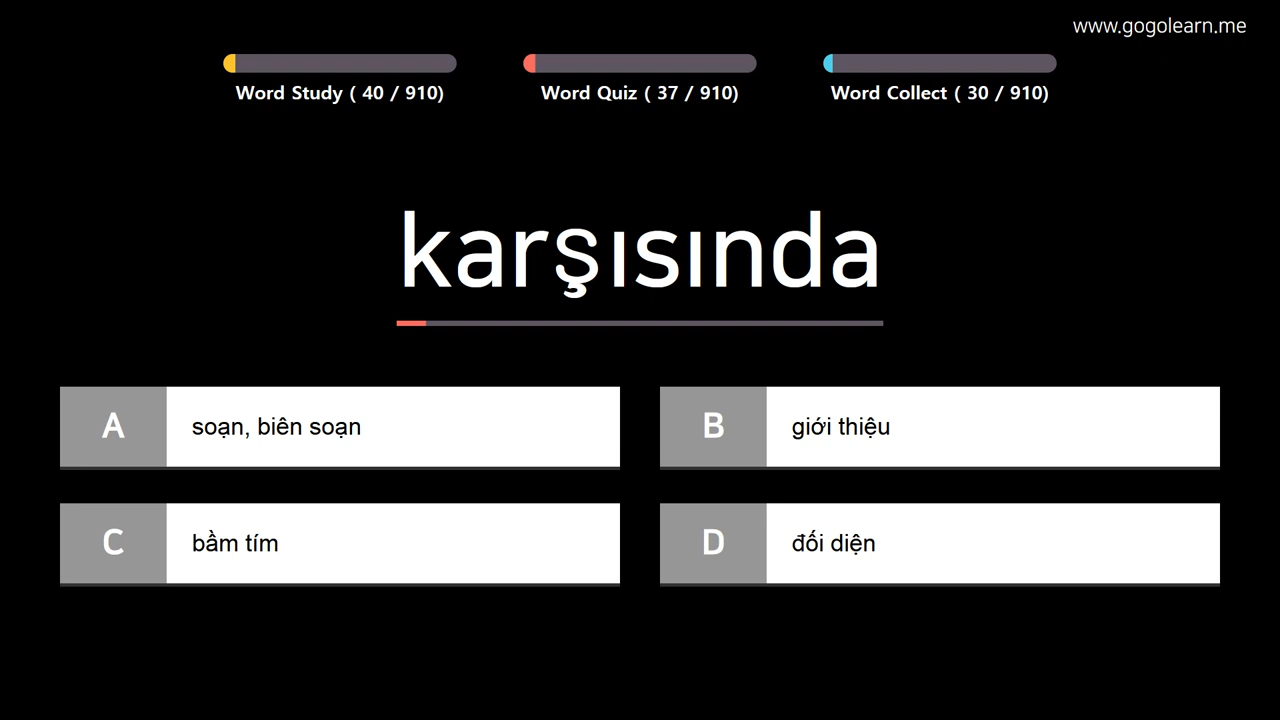 www.gogolearn.me
Word Study ( 40 / 910)
Word Quiz ( 37 / 910)
Word Collect ( 30 / 910)
karşısında
A
soạn, biên soạn
B
giới thiệu
C
bầm tím
D
đối diện